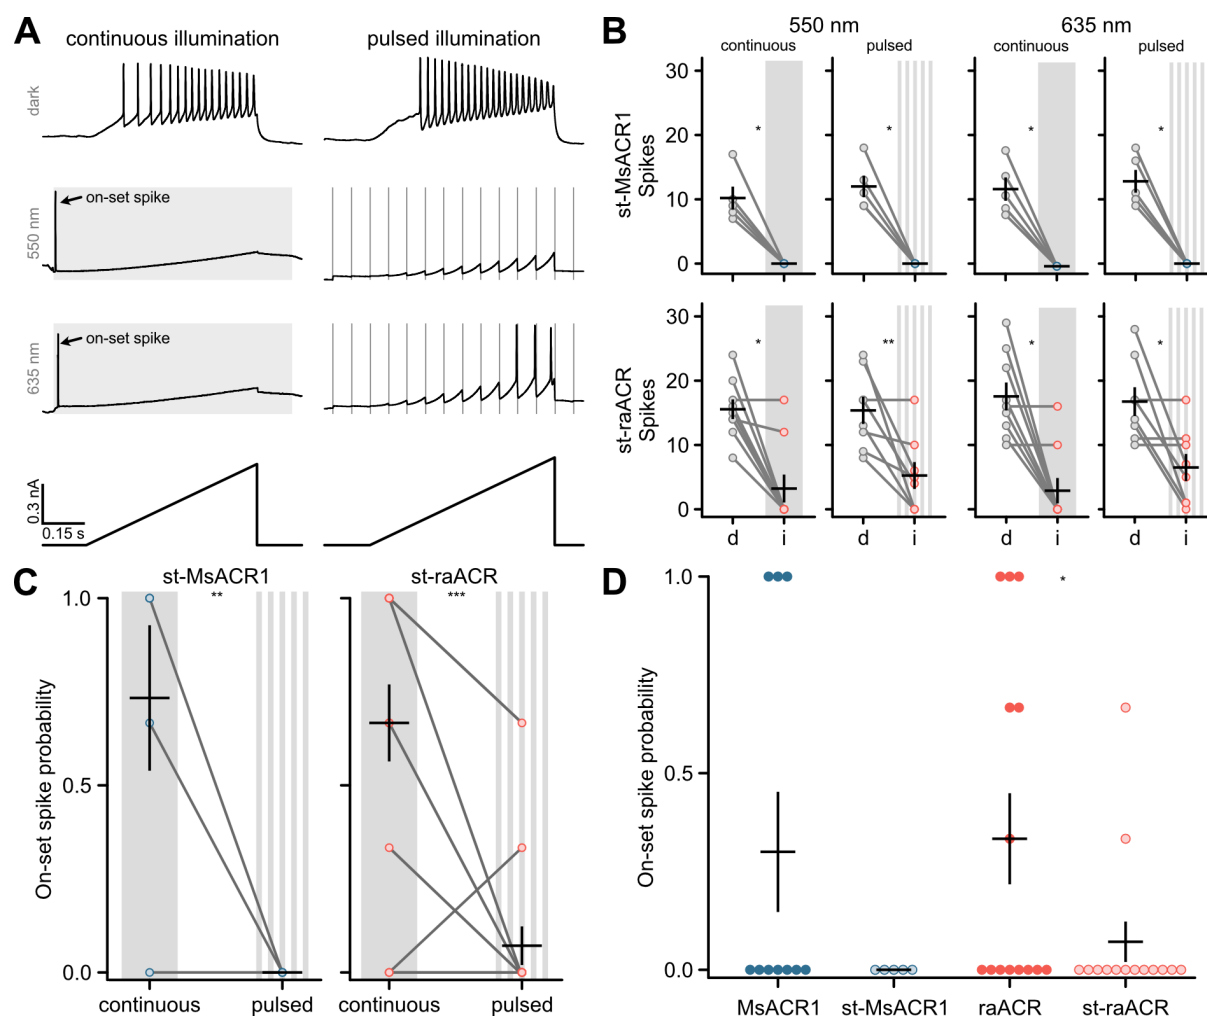 A
continuous illumination
pulsed illumination
dark
550 nm
on-set spike
635 nm
on-set spike
0.3 nA
0.15 s
B
550 nm
635 nm
continuous
pulsed
continuous
pulsed
st-MsACR1
Spikes
30
20
10
0
*
*
*
*
st-raACR
Spikes
30
20
10
0
*
**
*
*
d
i
d
i
d
i
d
i
C
st-MsACR1
st-raACR
**
***
On-set spike probability
1.0
0.5
0.0
continuous
pulsed
continuous
pulsed
D
*
On-set spike probability
1.0
0.5
0.0
MsACR1
st-MsACR1
raACR
st-raACR